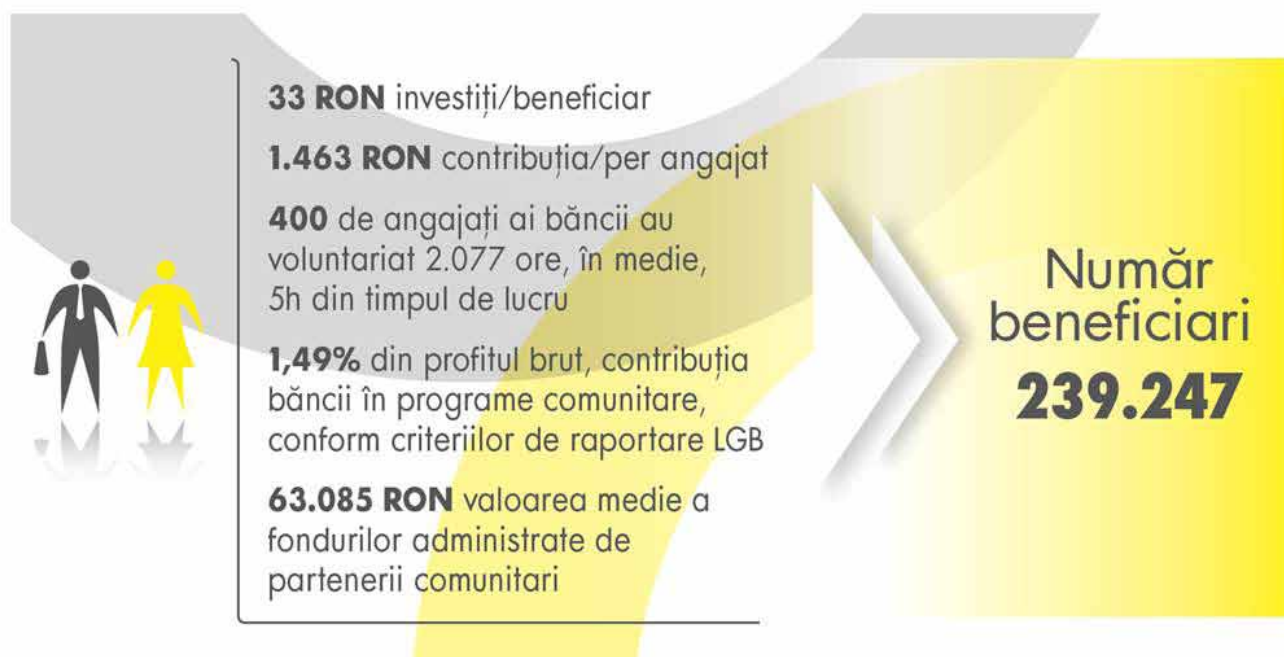 33 RON investiți/beneficiar
1.463 RON contribuția/per angajat
400 de angajați ai băncii au
voluntariat 2.077 ore, în medie,
5h din timpul de lucru
1,49% din profitul brut, contribuția
băncii în programe comunitare,
conform criteriilor de raportare LGB
63.085 RON valoarea medie a
fondurilor administrate de
partenerii comunitari
Număr
beneficiari
239.247